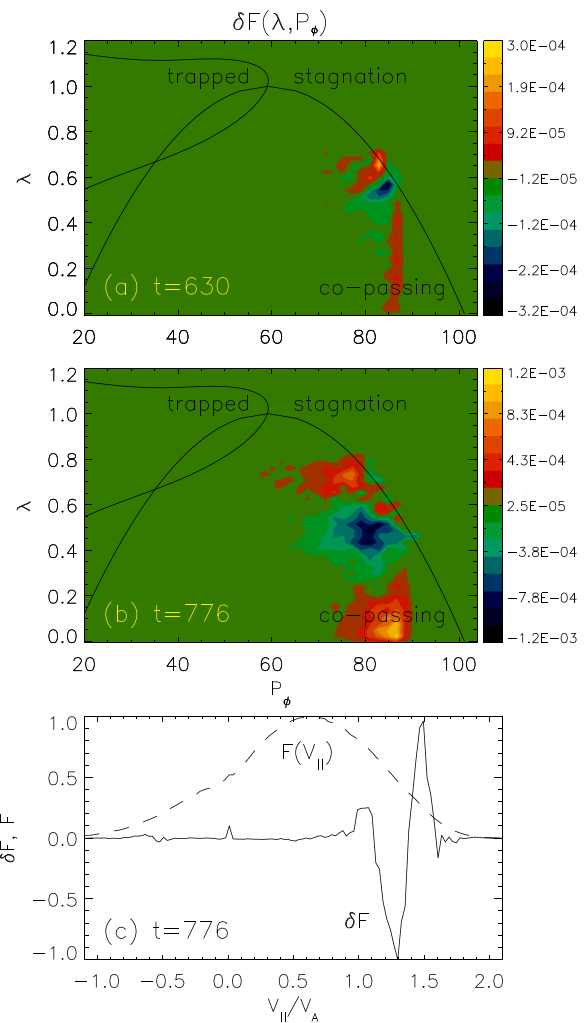 δF(λ,P_ϕ)
1.2
1.0
0.8
0.6
0.4
0.2
0.0
λ
trapped
stagnation
(a) t=630
co-passing
20
40
60
80
100
3.0E-04
1.9E-04
9.2E-05
-1.2E-05
-1.2E-04
-2.2E-04
-3.2E-04
1.2
1.0
0.8
0.6
0.4
0.2
0.0
λ
trapped
stagnation
(b) t=776
co-passing
20
40
60
80
100
P_ϕ
1.2E-03
8.3E-04
4.3E-04
2.5E-05
-3.8E-04
-7.8E-04
-1.2E-03
1.0
0.5
0.0
-0.5
-1.0
δF, F
F(V_||)
δF
(c) t=776
-1.0
-0.5
0.0
0.5
1.0
1.5
2.0
V_||/V_A